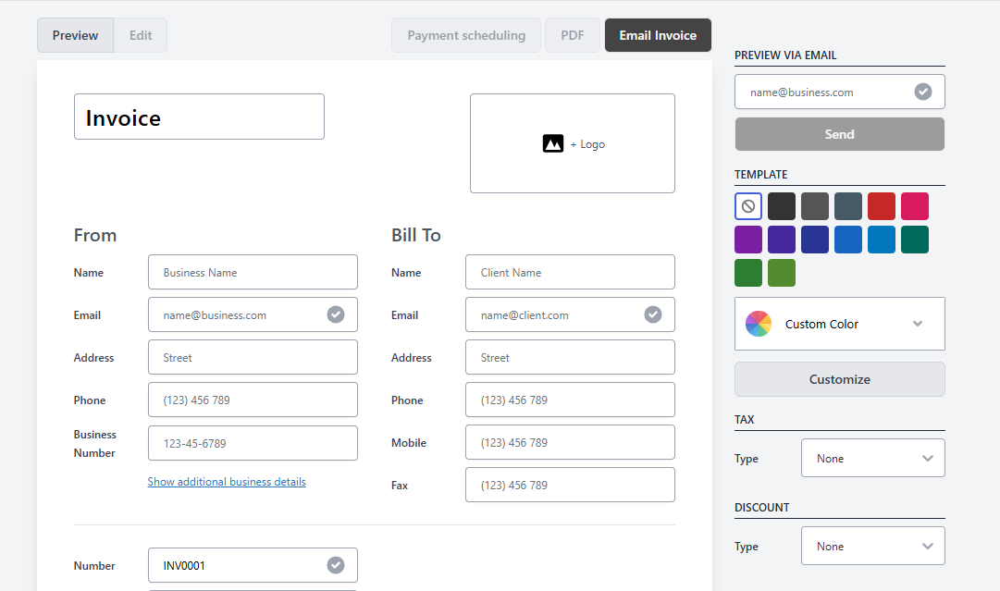 Preview Edit Payment scheduling PDF Email Invoice
Invoice
+ Logo
From
Name Business Name
Email name@business.com
Address Street
Phone (123) 456 789
Business
Number
123-45-6789
Show additional business details
Bill To
Name Client Name
Email name@client.com
Address Street
Phone (123) 456 789
Mobile (123) 456 789
Fax (123) 456 789
Number INV0001
PREVIEW VIA EMAIL
name@business.com
Send
TEMPLATE
Custom Color
Customize
TAX
Type None
DISCOUNT
Type None